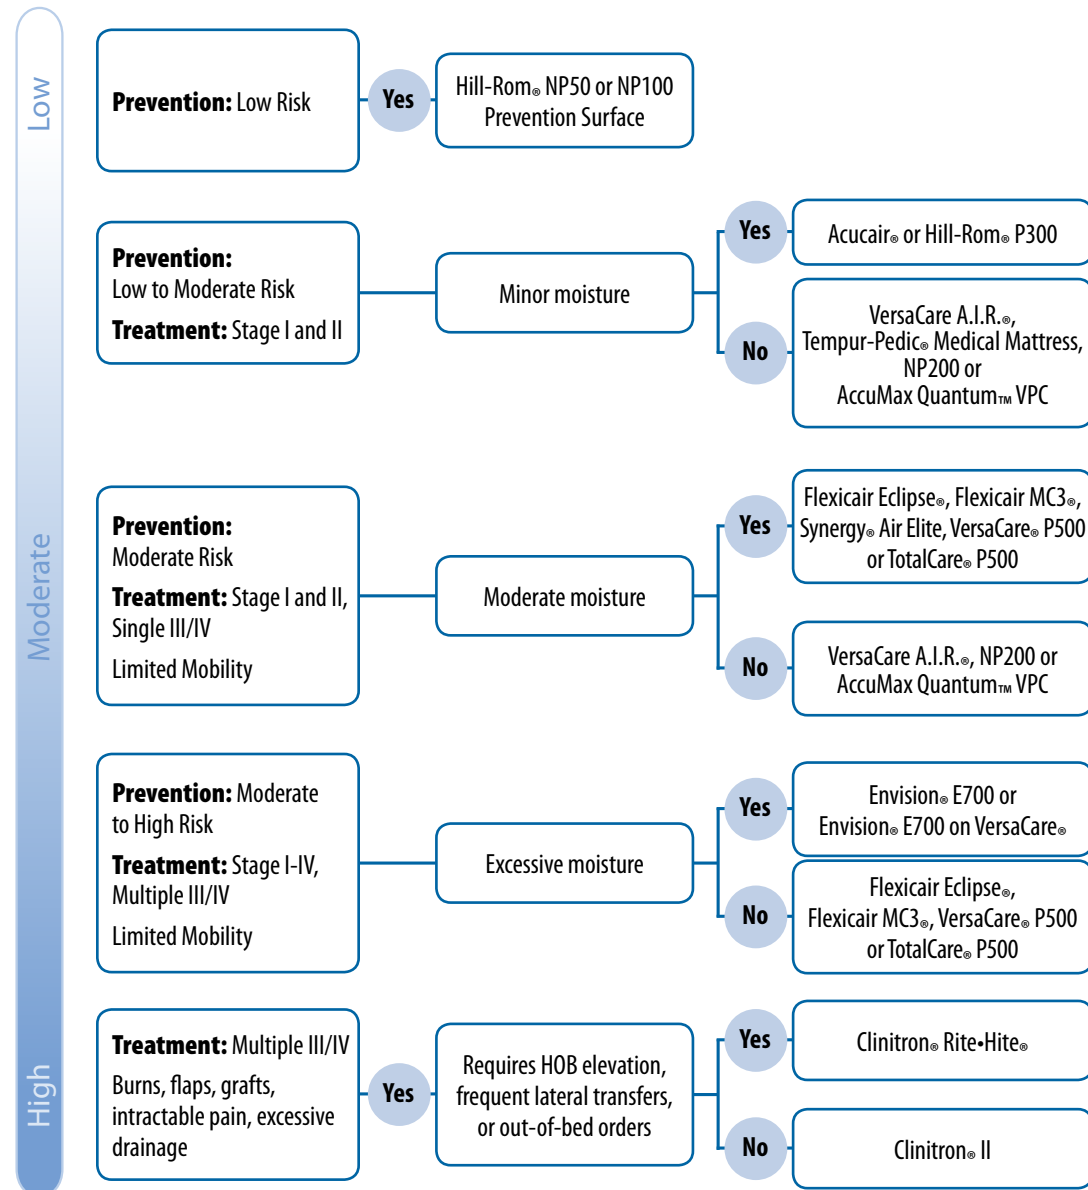 Low
Prevention: Low Risk
Yes
Hill-Rom® NP50 or NP100
Prevention Surface
Prevention:
Low to Moderate Risk
Treatment: Stage I and II
Minor moisture
Yes
Acucair® or Hill-Rom® P300
No
VersaCare A.I.R.®,
Tempur-Pedic® Medical Mattress,
NP200 or
AccuMax Quantum™ VPC
Moderate
Prevention:
Moderate Risk
Treatment: Stage I and II,
Single III/IV
Limited Mobility
Moderate moisture
Yes
Flexicair Eclipse®, Flexicair MC3®,
Synergy® Air Elite, VersaCare® P500
or TotalCare® P500
No
VersaCare A.I.R.®, NP200 or
AccuMax Quantum™ VPC
Prevention: Moderate
to High Risk
Treatment: Stage I-IV,
Multiple III/IV
Limited Mobility
Excessive moisture
Yes
Envision® E700 or
Envision® E700 on VersaCare®
No
Flexicair Eclipse®,
Flexicair MC3®, VersaCare® P500
or TotalCare® P500
High
Treatment: Multiple III/IV
Burns, flaps, grafts,
intractable pain, excessive
drainage
Yes
Requires HOB elevation,
frequent lateral transfers,
or out-of-bed orders
Yes
Clinitron® Rite•Hite®
No
Clinitron® II